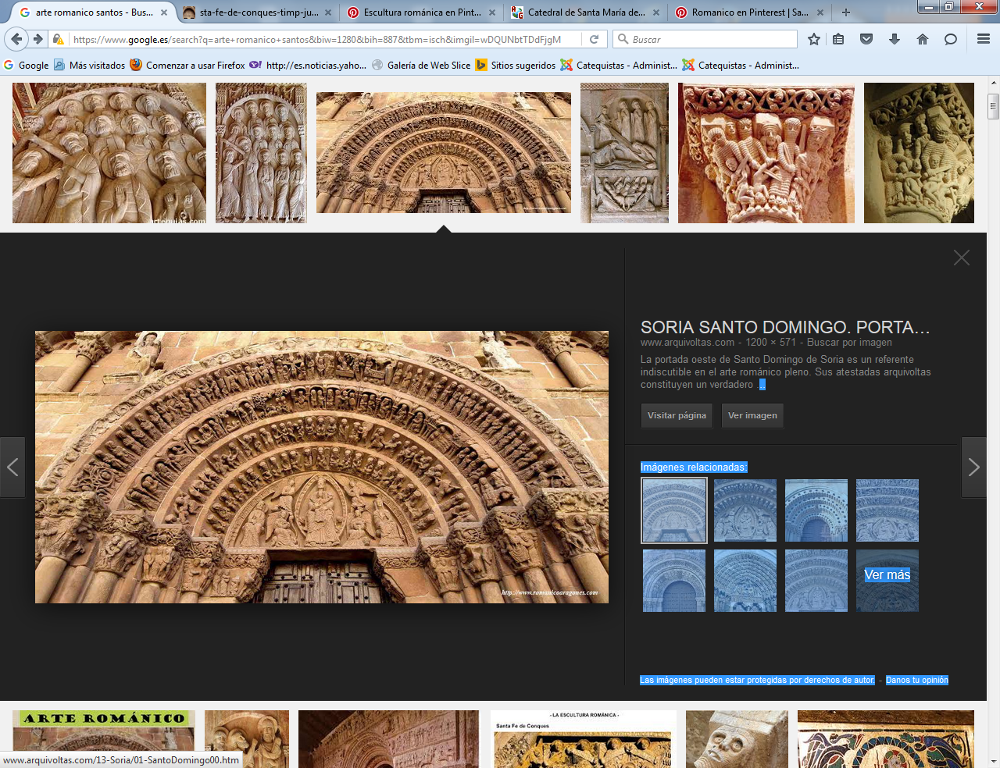 arte romanico santos - Bus...
sta-fe-de-conques-timp-ju...
Escultura románica en Pint...
Catedral de Santa María de...
Romanico en Pinterest | Sa...
https://www.google.es/search?q=arte+romanico+santos&biw=1280&bih=887&tbm=isch&imgil=wDQUNbtTDdFjgM
Buscar
Google
Más visitados
Comenzar a usar Firefox
http://es.noticias.yaho...
Galería de Web Slice
Sitios sugeridos
Catequistas - Administ...
Catequistas - Administ...
arteguias.com
SORIA SANTO DOMINGO. PORTA...
www.arquivoltas.com - 1200 × 571 - Buscar por imagen
La portada oeste de Santo Domingo de Soria es un referente
indiscutible en el arte románico pleno. Sus atestadas arquivoltas
constituyen un verdadero ...
Visitar página
Ver imagen
Imágenes relacionadas:
Ver más
http://www.romanicoaragones.com
Las imágenes pueden estar protegidas por derechos de autor. - Danos tu opinión
ARTE ROMÁNICO
- LA ESCULTURA ROMÁNICA -
Santa Fe de Conques
www.arquivoltas.com/13-Soria/01-SantoDomingo00.htm